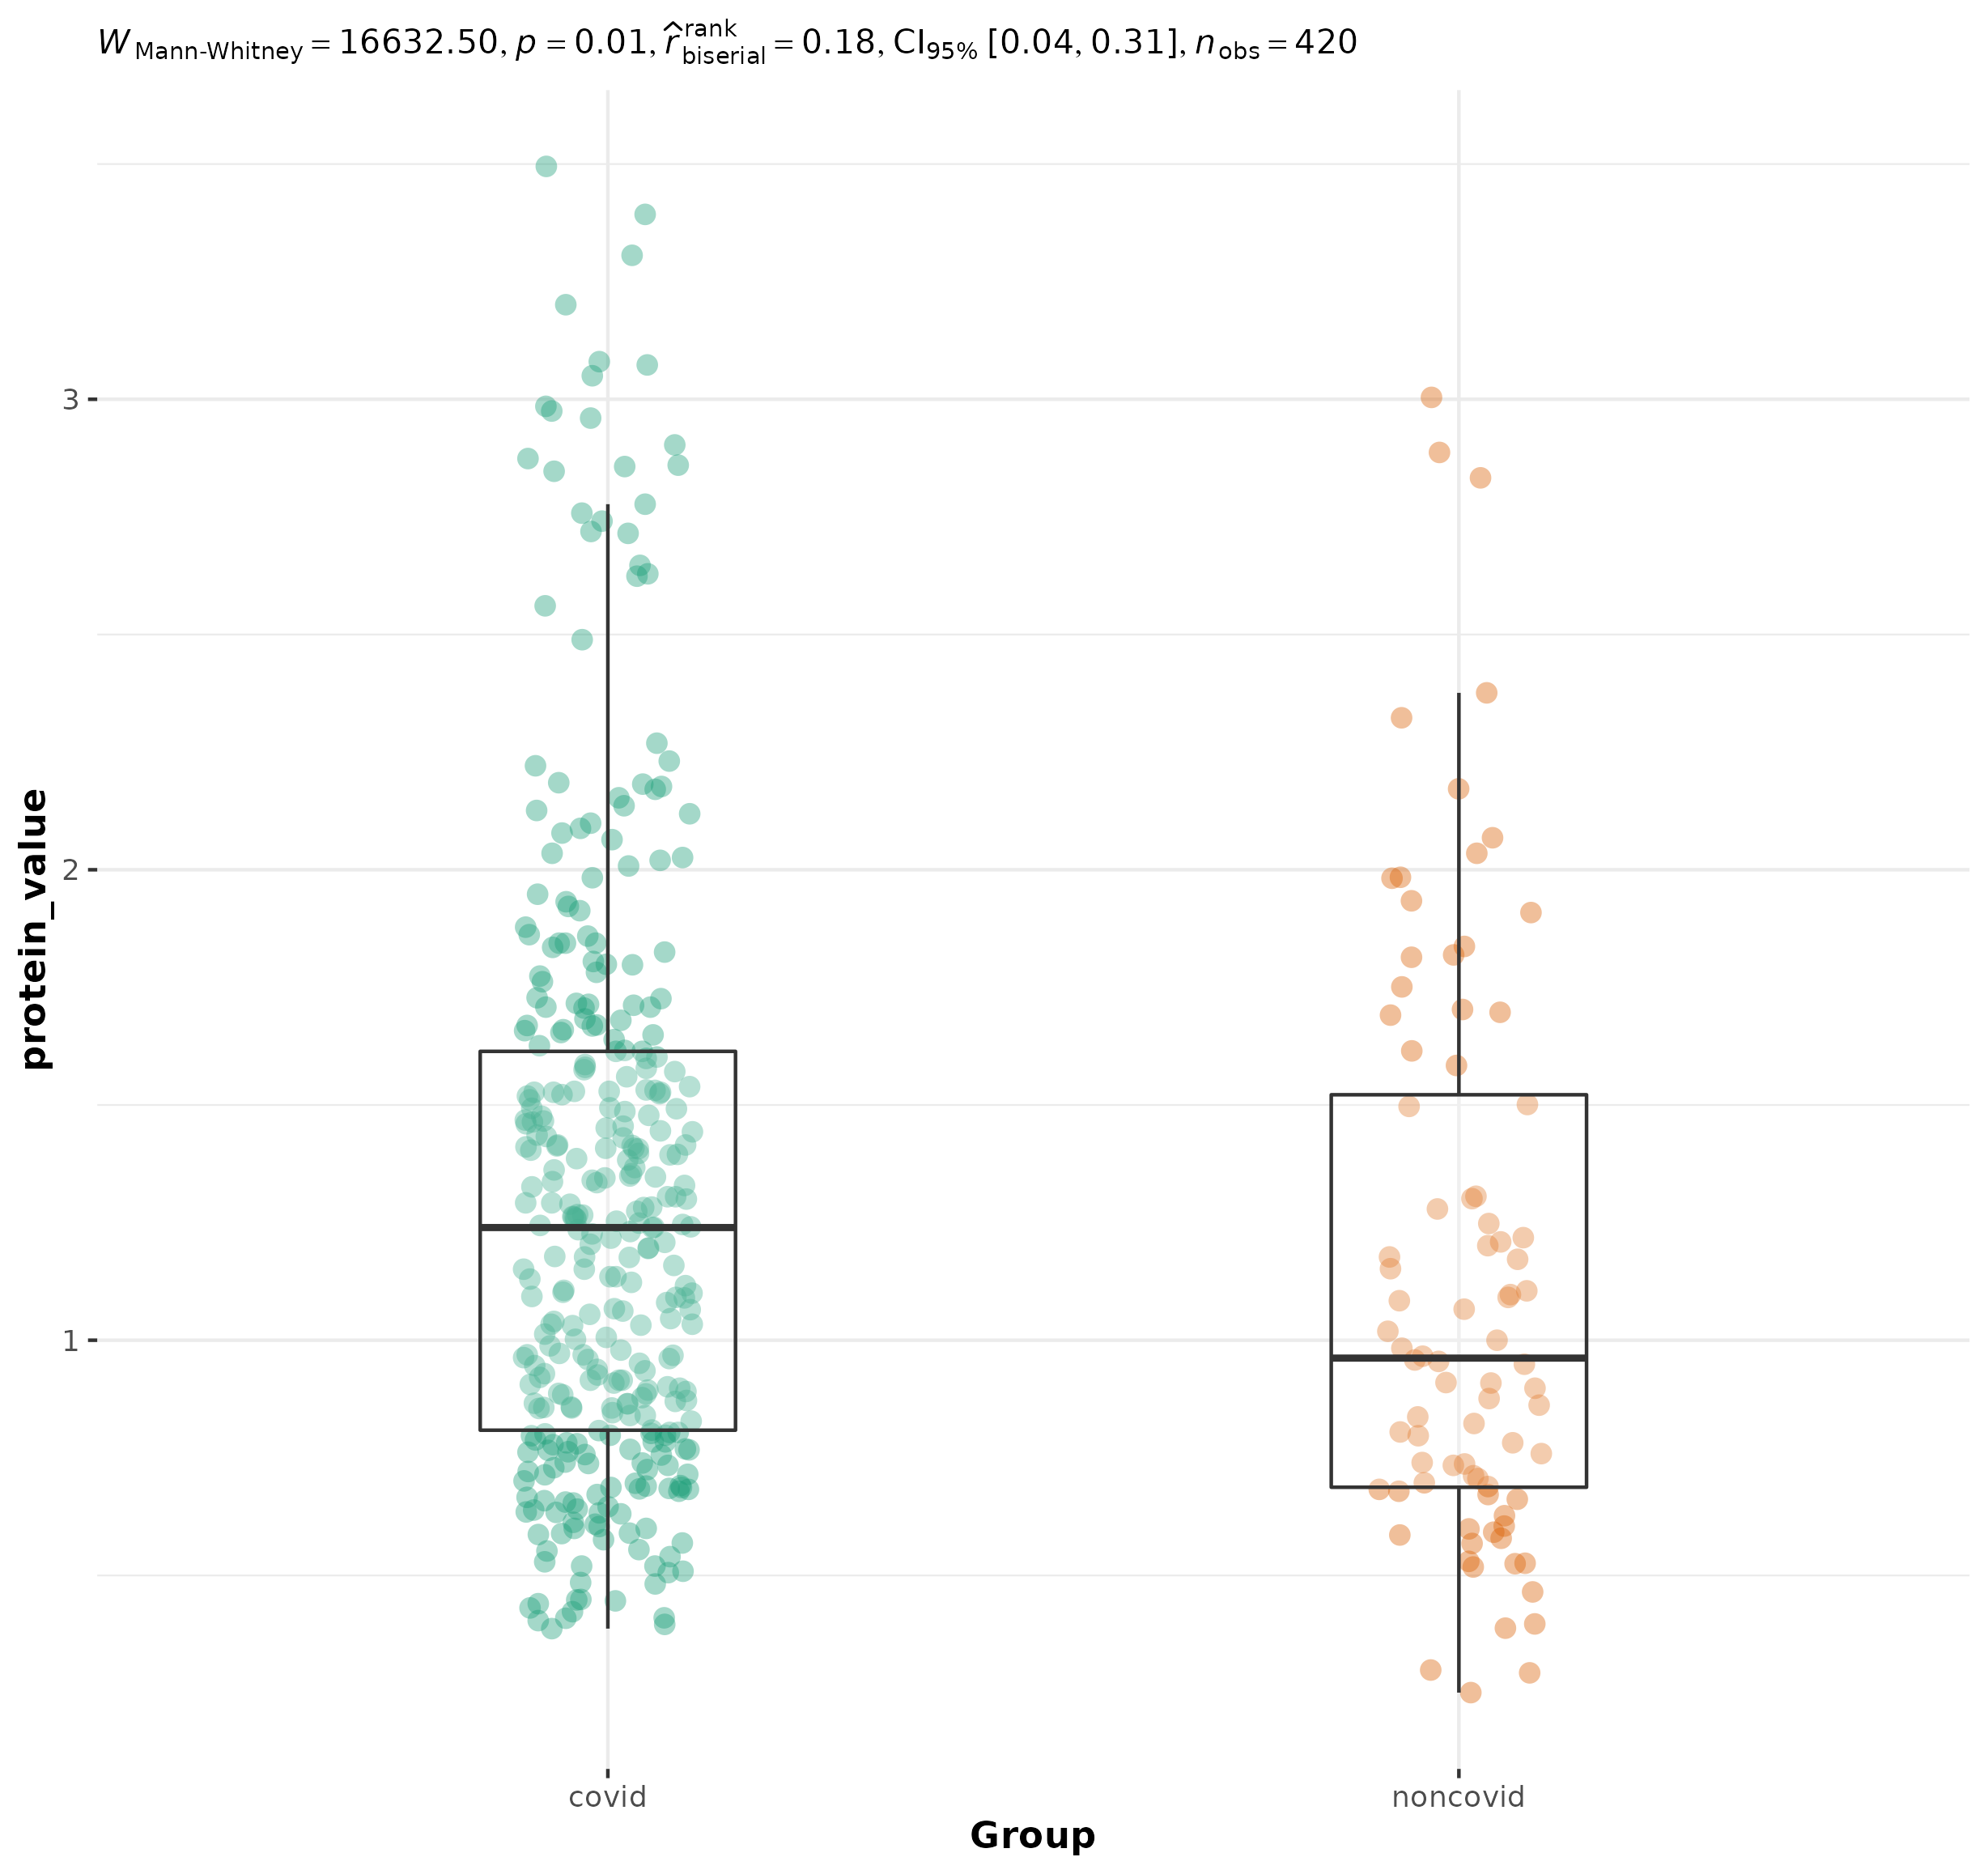 W Mann-Whitney = 16632.50, p = 0.01, r̂ rank biserial = 0.18, CI95% [0.04, 0.31], n obs = 420
protein_value
3
2
1
covid noncovid
Group